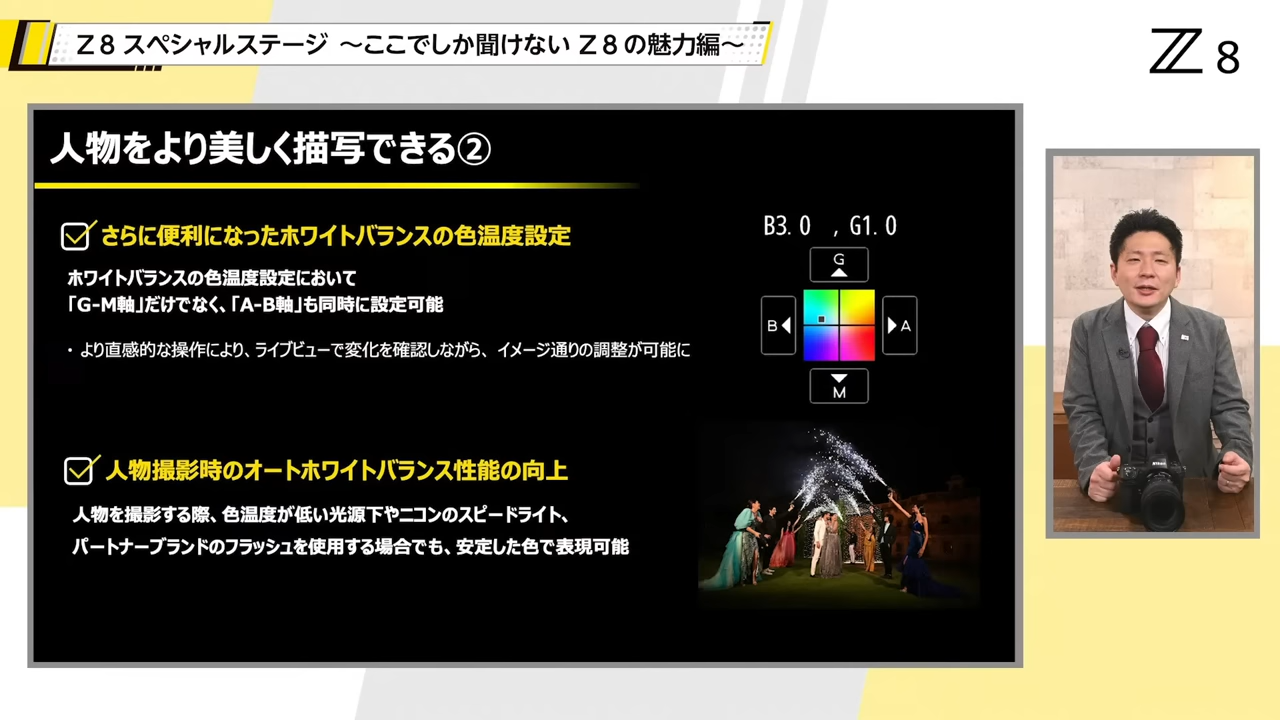 Z 8 スペシャルステージ ～ここでしか聞けない Z 8 の魅力編～
Z 8
人物をより美しく描写できる②
さらに便利になったホワイトバランスの色温度設定
ホワイトバランスの色温度設定において
「G-M軸」だけでなく、「A-B軸」も同時に設定可能
・より直感的な操作により、ライブビューで変化を確認しながら、イメージ通りの調整が可能に
B3.0 , G1.0
G
B
A
M
人物撮影時のオートホワイトバランス性能の向上
人物を撮影する際、色温度が低い光源下やニコンのスピードライト、
パートナーブランドのフラッシュを使用する場合でも、安定した色で表現可能
Nikon